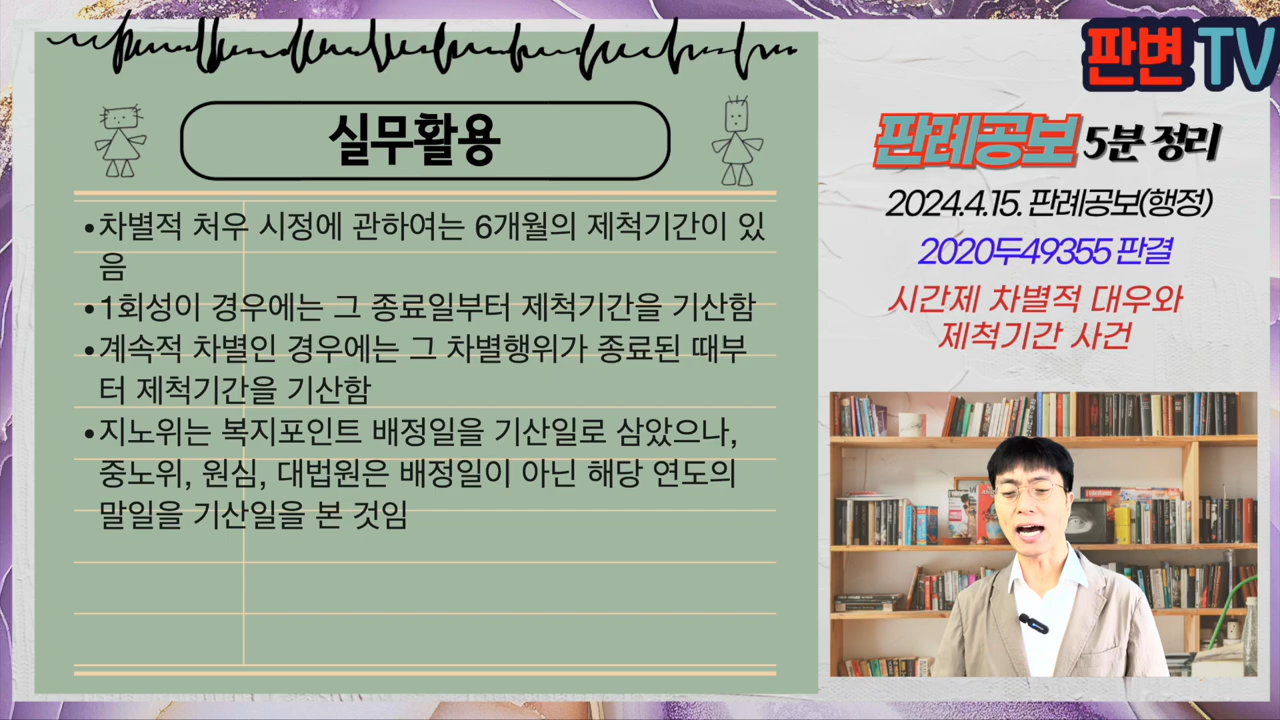 실무활용
•차별적 처우 시정에 관하여는 6개월의 제척기간이 있
음
•1회성이 경우에는 그 종료일부터 제척기간을 기산함
•계속적 차별인 경우에는 그 차별행위가 종료된 때부
터 제척기간을 기산함
•지노위는 복지포인트 배정일을 기산일로 삼았으나,
중노위, 원심, 대법원은 배정일이 아닌 해당 연도의
말일을 기산일을 본 것임
판변 TV
판례공보 5분 정리
2024.4.15. 판례공보(행정)
2020두49355 판결
시간제 차별적 대우와
제척기간 사건